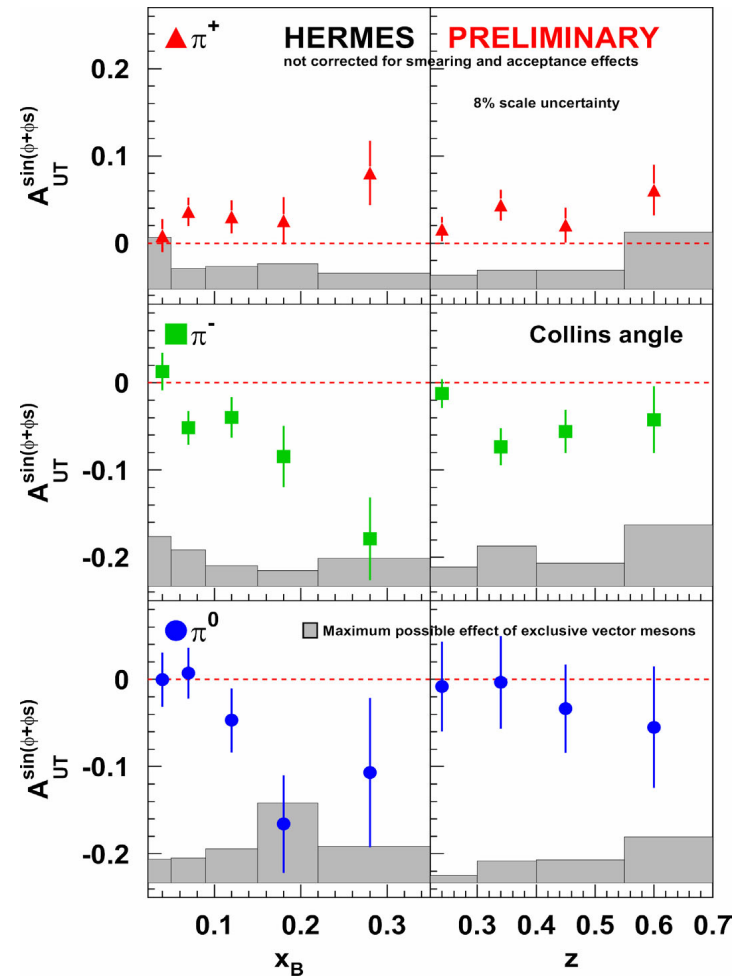 π+ HERMES PRELIMINARY
not corrected for smearing and acceptance effects
8% scale uncertainty
A_UT^sin(ϕ+ϕs)
0.2
0.1
0
π-
Collins angle
A_UT^sin(ϕ+ϕs)
0
-0.1
-0.2
π0
Maximum possible effect of exclusive vector mesons
A_UT^sin(ϕ+ϕs)
0
-0.1
-0.2
0.1 0.2 0.3 0.3 0.4 0.5 0.6 0.7
x_B z